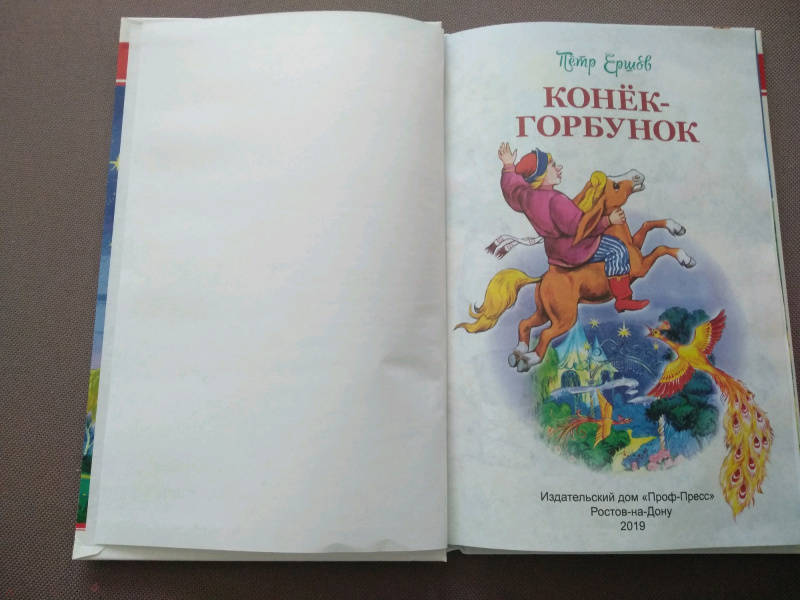 Пётр Ершов
КОНЁК-
ГОРБУНОК
Издательский дом «Проф-Пресс»
Ростов-на-Дону
2019